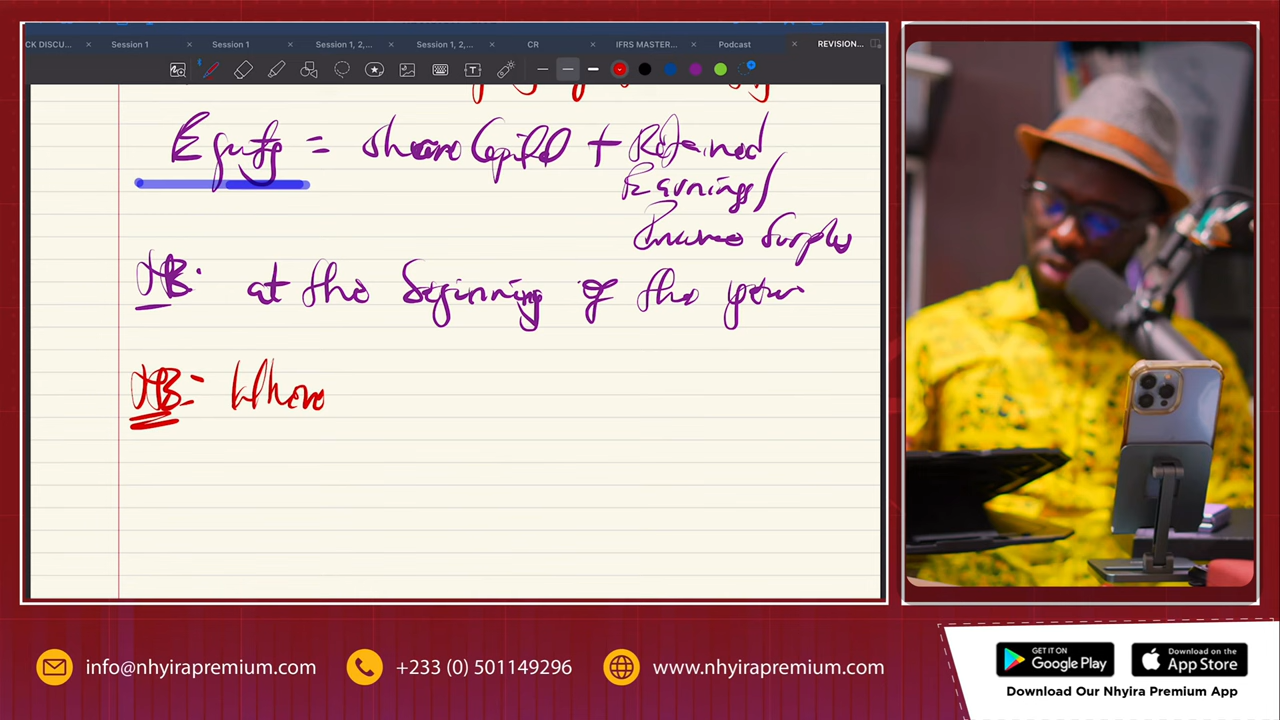 CK DISCU...
Session 1
Session 1
Session 1, 2,...
Session 1, 2,...
CR
IFRS MASTER...
Podcast
REVISION...
Equity = share Capital + Retained
Earnings/
Income Surplus
NB: at the beginning of the year
NB: Where
info@nhyirapremium.com
+233 (0) 501149296
www.nhyirapremium.com
GET IT ON
Google Play
Download on the
App Store
Download Our Nhyira Premium App